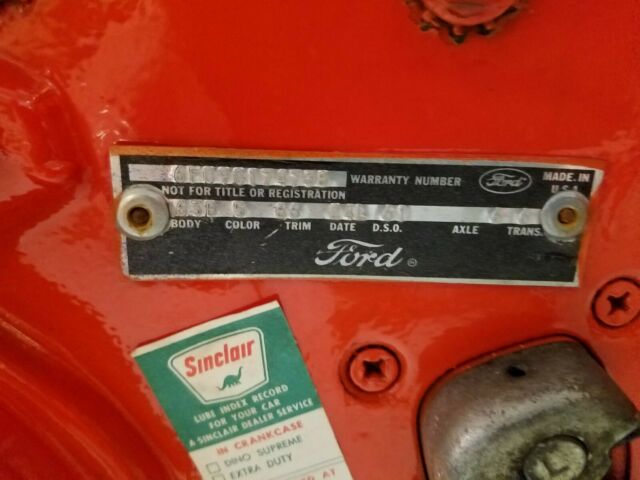 WARRANTY NUMBER Ford MADE IN U.S.A.
NOT FOR TITLE OR REGISTRATION
BODY COLOR TRIM DATE D.S.O. AXLE TRANS.
Ford ®
Sinclair
LUBE INDEX RECORD
FOR YOUR CAR
A SINCLAIR DEALER SERVICE
IN CRANKCASE
DINO SUPREME
EXTRA DUTY